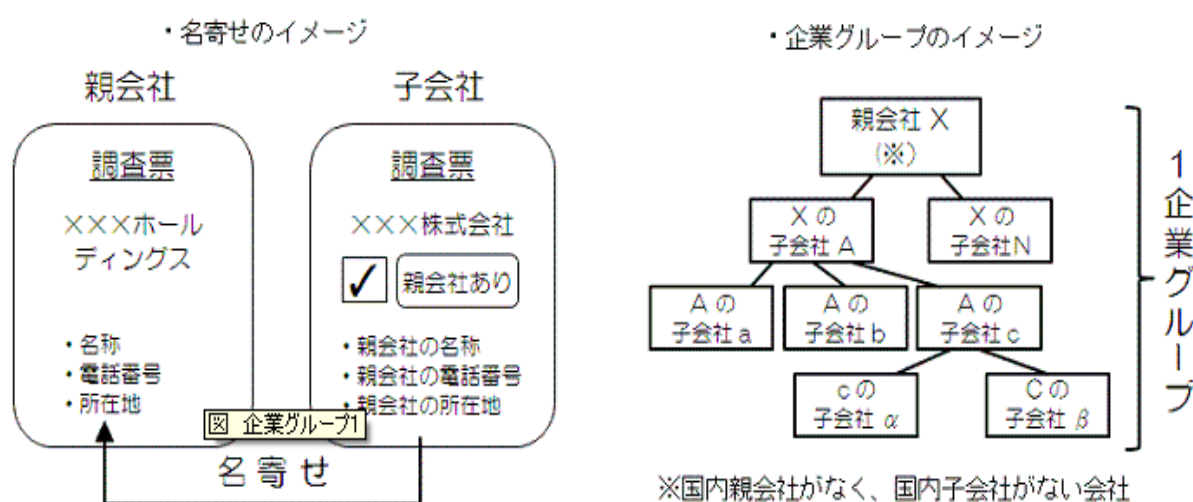 ・名寄せのイメージ
親会社
子会社
調査票
×××ホール
ディングス
・名称
・電話番号
・所在地
調査票
×××株式会社
✓
親会社あり
・親会社の名称
・親会社の電話番号
・親会社の所在地
図 企業グループ1
名寄せ
・企業グループのイメージ
親会社 X
(※)
X の
子会社 A
X の
子会社N
A の
子会社 a
A の
子会社 b
A の
子会社 c
c の
子会社 α
C の
子会社 β
1企業グループ
※国内親会社がなく、国内子会社がない会社